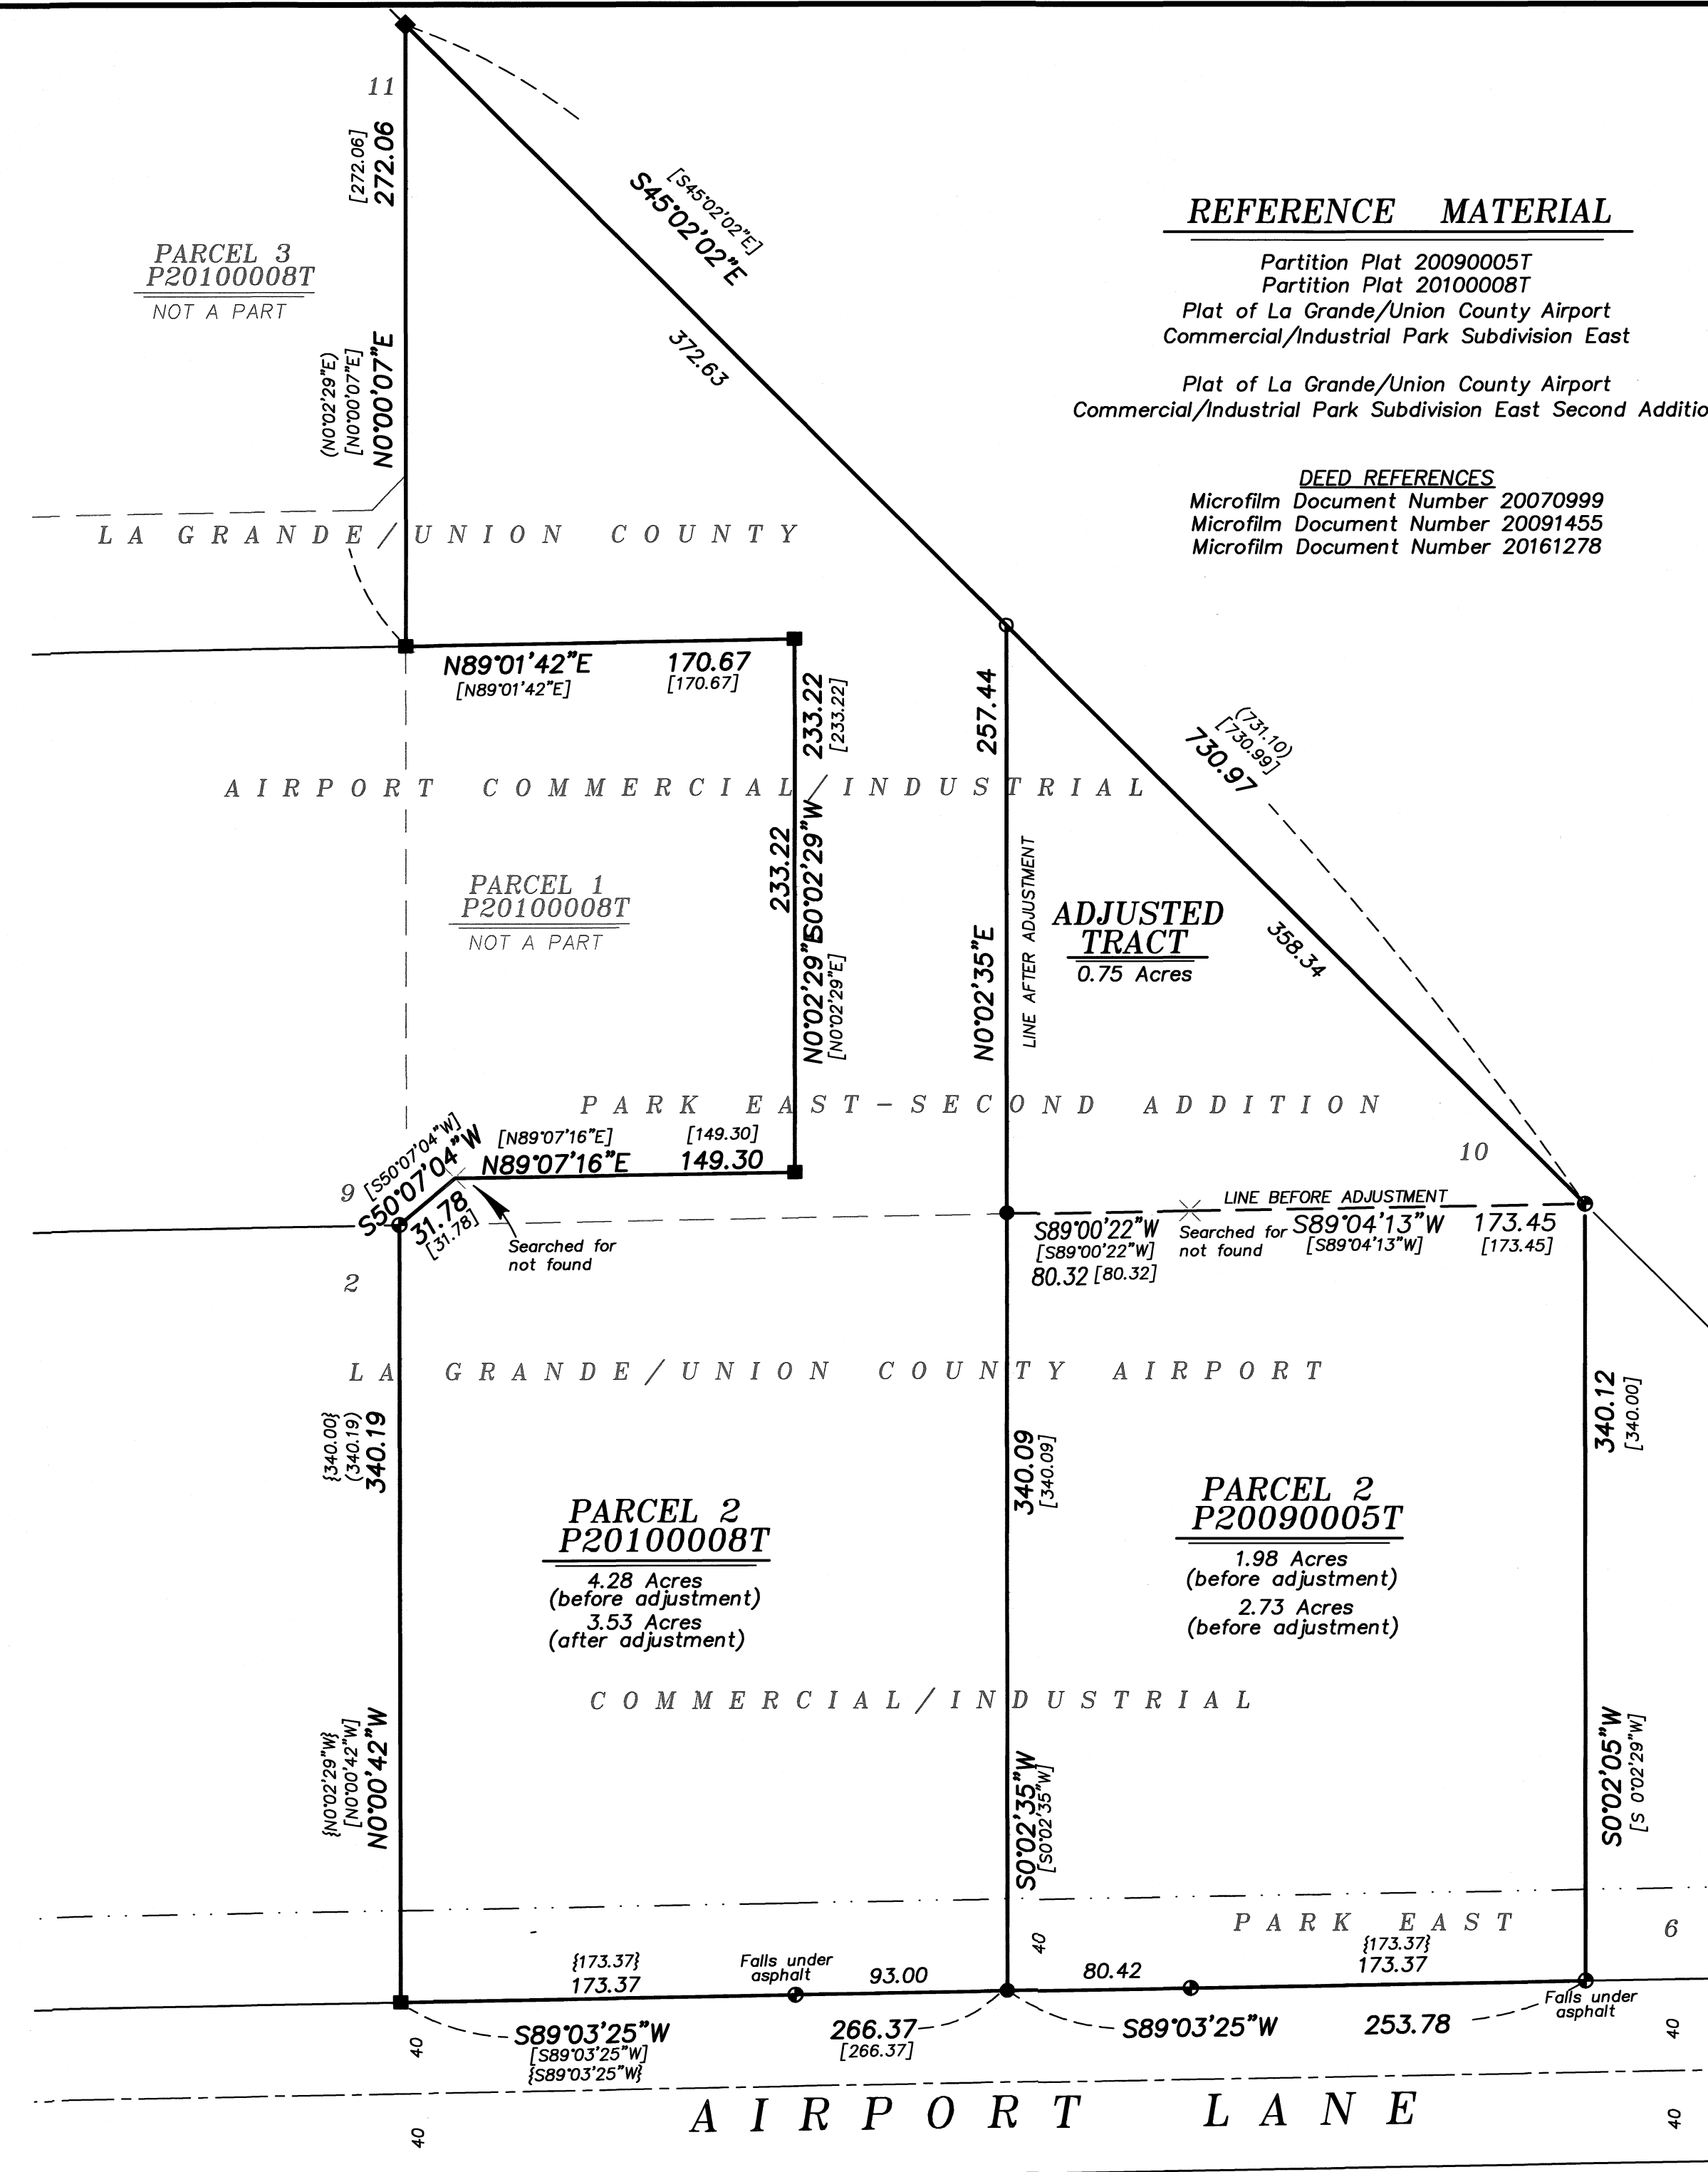 11
[272.06]
272.06
[S45°02'02"E]
S45°02'02"E
372.63
REFERENCE MATERIAL
Partition Plat 20090005T
Partition Plat 20100008T
Plat of La Grande/Union County Airport
Commercial/Industrial Park Subdivision East
Plat of La Grande/Union County Airport
Commercial/Industrial Park Subdivision East Second Additio
DEED REFERENCES
Microfilm Document Number 20070999
Microfilm Document Number 20091455
Microfilm Document Number 20161278
PARCEL 3
P20100008T
NOT A PART
(N0°02'29"E)
[N0°00'07"E]
N0°00'07"E
LA GRANDE/UNION COUNTY
N89°01'42"E 170.67
[N89°01'42"E] [170.67]
233.22
[233.22]
257.44
(731.10)
[730.99]
730.97
AIRPORT COMMERCIAL/INDUSTRIAL
233.22
S0°02'29"W
N0°02'29"E
[N0°02'29"E]
PARCEL 1
P20100008T
NOT A PART
N0°02'35"E
LINE AFTER ADJUSTMENT
ADJUSTED
TRACT
0.75 Acres
358.34
PARK EAST-SECOND ADDITION
[S50°07'04"W]
S50°07'04"W
31.78
[31.78]
[N89°07'16"E] [149.30]
N89°07'16"E 149.30
9
10
Searched for
not found
LINE BEFORE ADJUSTMENT
S89°00'22"W
[S89°00'22"W]
80.32 [80.32]
Searched for
not found
S89°04'13"W 173.45
[S89°04'13"W] [173.45]
2
LA GRANDE/UNION COUNTY AIRPORT
{340.00}
(340.19)
340.19
340.09
[340.09]
340.12
[340.00]
PARCEL 2
P20100008T
4.28 Acres
(before adjustment)
3.53 Acres
(after adjustment)
PARCEL 2
P20090005T
1.98 Acres
(before adjustment)
2.73 Acres
(before adjustment)
COMMERCIAL/INDUSTRIAL
{N0°02'29"W}
[N0°00'42"W]
N0°00'42"W
S0°02'35"W
[S0°02'35"W]
S0°02'05"W
[S 0°02'29"W]
PARK EAST
6
40
{173.37}
173.37
Falls under
asphalt
93.00
80.42
{173.37}
173.37
Falls under
asphalt
S89°03'25"W
[S89°03'25"W]
{S89°03'25"W}
266.37
[266.37]
S89°03'25"W
253.78
40
40
AIRPORT LANE
40
40